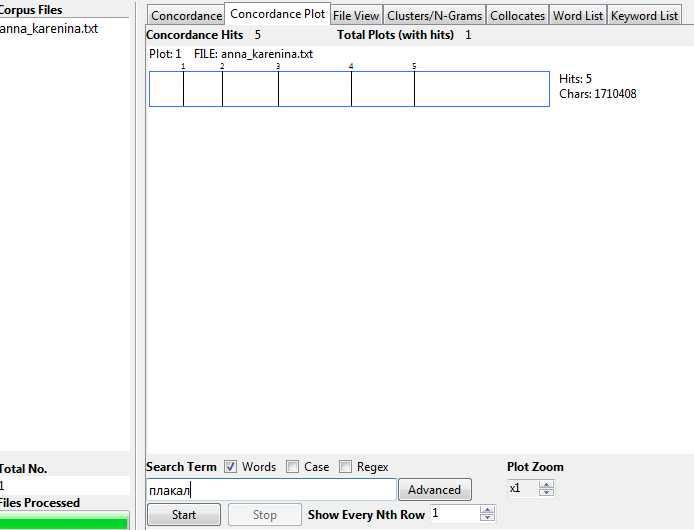 Corpus Files
anna_karenina.txt
Concordance Concordance Plot File View Clusters/N-Grams Collocates Word List Keyword List
Concordance Hits 5 Total Plots (with hits) 1
Plot: 1 FILE: anna_karenina.txt
1 2 3 4 5
Hits: 5
Chars: 1710408
Total No.
1
Files Processed
Search Term Words Case Regex Plot Zoom
плакал Advanced x1
Start Stop Show Every Nth Row 1